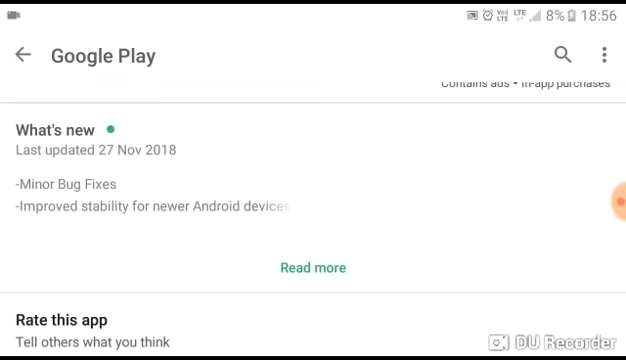 VoLTE LTE 8% 18:56
Google Play
Contains ads • In-app purchases
What's new
Last updated 27 Nov 2018
-Minor Bug Fixes
-Improved stability for newer Android devices
Read more
Rate this app
Tell others what you think
DU Recorder